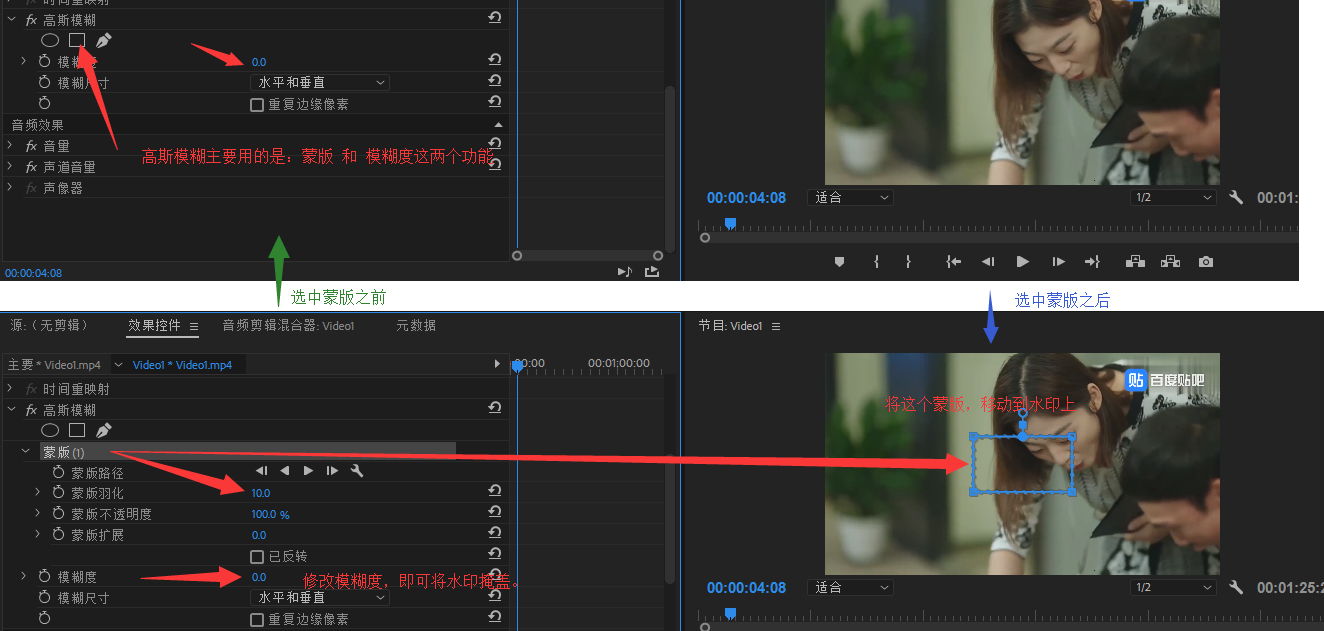 时间重映射
fx 高斯模糊
模糊度
0.0
模糊尺寸
水平和垂直
重复边缘像素
音频效果
fx 音量
fx 声道音量
fx 声像器
高斯模糊主要用的是：蒙版 和 模糊度这两个功能
00:00:04:08
00:00:04:08
适合
1/2
00:01:
选中蒙版之前
选中蒙版之后
源:（无剪辑）
效果控件
音频剪辑混合器: Video1
元数据
主要 * Video1.mp4
Video1 * Video1.mp4
:00:00
00:01:00:00
fx 时间重映射
fx 高斯模糊
蒙版 (1)
蒙版路径
蒙版羽化
10.0
蒙版不透明度
100.0 %
蒙版扩展
0.0
已反转
模糊度
0.0
修改模糊度，即可将水印掩盖。
模糊尺寸
水平和垂直
重复边缘像素
节目: Video1
贴 百度贴吧
将这个蒙版，移动到水印上
00:00:04:08
适合
1/2
00:01:25:2